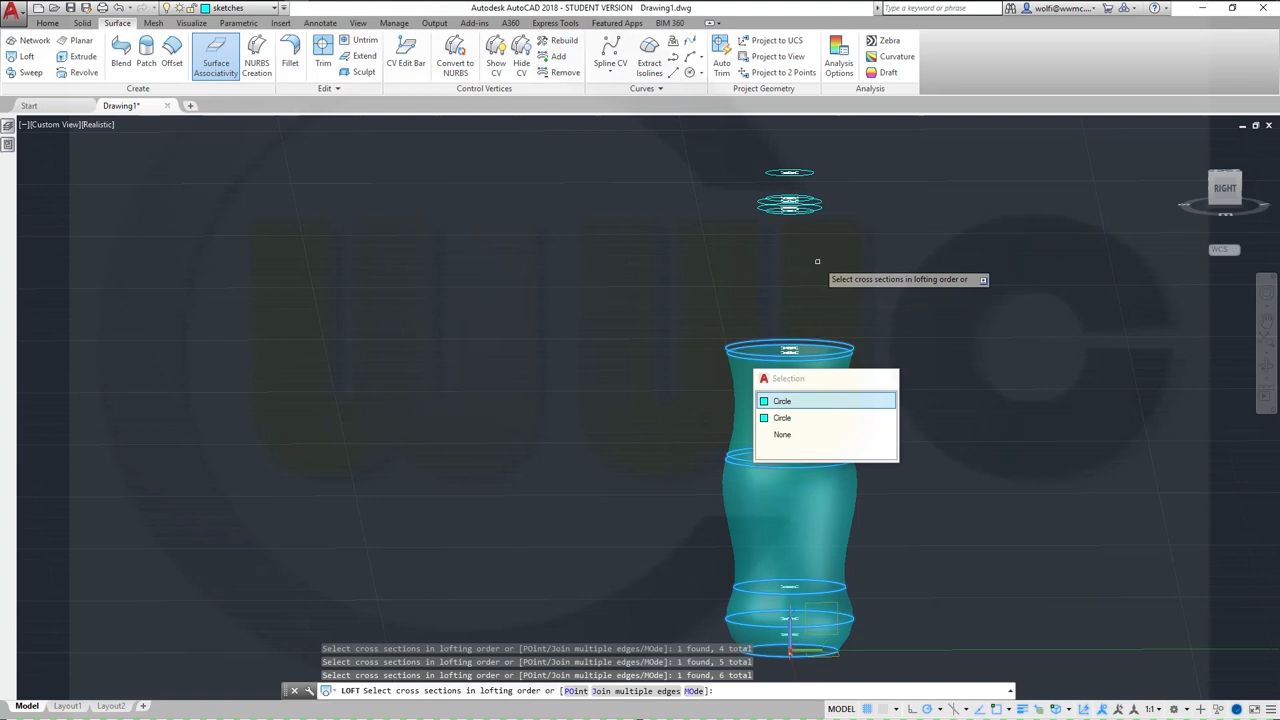 sketches
Autodesk AutoCAD 2018 - STUDENT VERSION Drawing1.dwg
Type a keyword or phrase
wolfi@wwmc...
Home Solid Surface Mesh Visualize Parametric Insert Annotate View Manage Output Add-ins A360 Express Tools Featured Apps BIM 360
Network Planar Untrim Rebuild Project to UCS Zebra
Loft Extrude Extend Add Project to View Curvature
Sweep Revolve Sculpt Remove Project to 2 Points Draft
Blend Patch Offset Surface Associativity NURBS Creation Fillet Trim CV Edit Bar Convert to NURBS Show CV Hide CV Spline CV Extract Isolines Auto Trim Analysis Options
Create Edit Control Vertices Curves Project Geometry Analysis
Start Drawing1*
[−][Custom View][Realistic]
RIGHT
WCS
Select cross sections in lofting order or
Selection
Circle
Circle
None
Select cross sections in lofting order or [POint/Join multiple edges/MOde]: 1 found, 4 total
Select cross sections in lofting order or [POint/Join multiple edges/MOde]: 1 found, 5 total
Select cross sections in lofting order or [POint/Join multiple edges/MOde]: 1 found, 6 total
LOFT Select cross sections in lofting order or [POint Join multiple edges MOde]:
Model Layout1 Layout2
MODEL 1:1